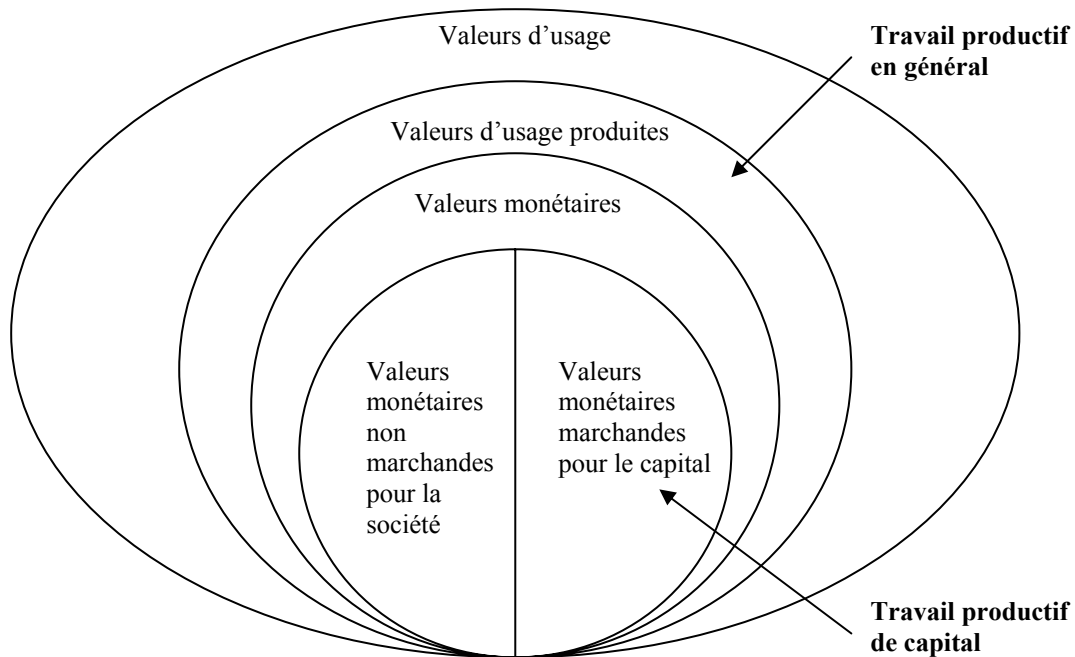 Valeurs d’usage
Travail productif
en général
Valeurs d’usage produites
Valeurs monétaires
Valeurs
monétaires
non
marchandes
pour la
société
Valeurs
monétaires
marchandes
pour le capital
Travail productif
de capital